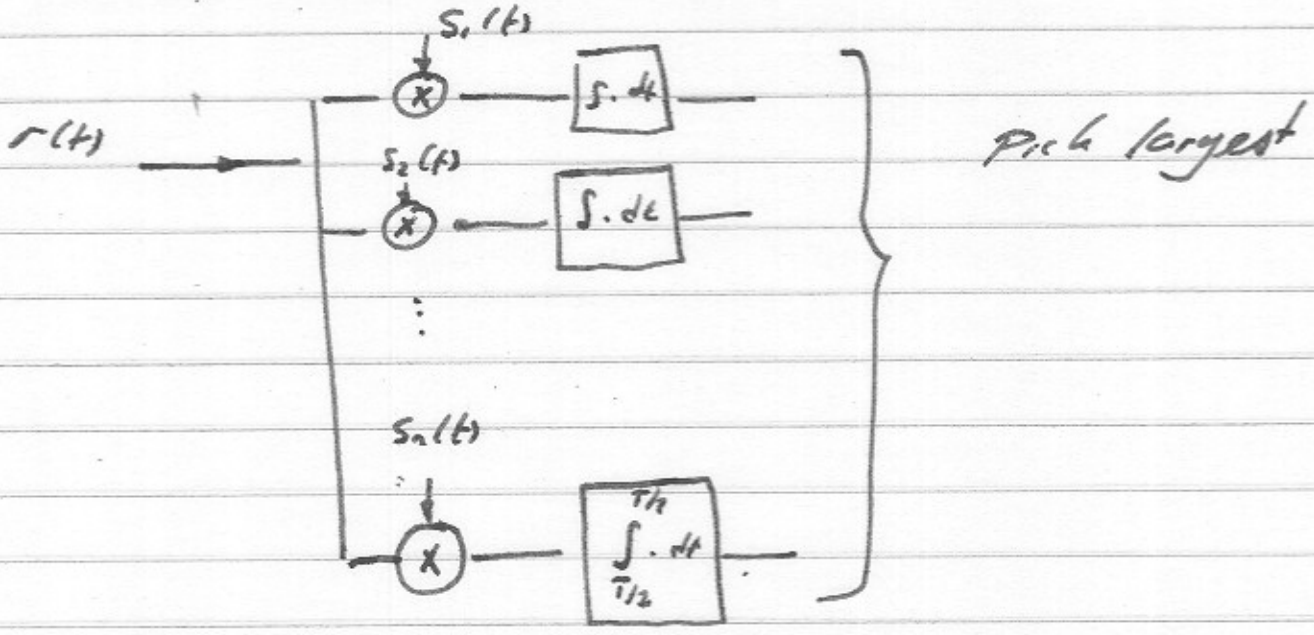 S₁(t)
X
∫·dt
r(t)
Pick largest
S₂(t)
X
∫·dt
⋮
Sₙ(t)
X
T/2
∫·dt
T/2